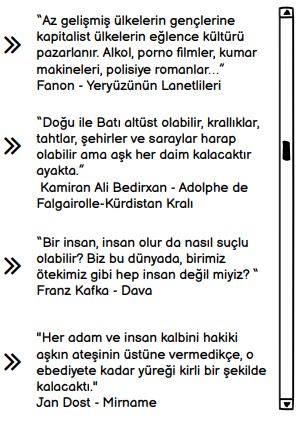 “Az gelişmiş ülkelerin gençlerine
kapitalist ülkelerin eğlence kültürü
pazarlanır. Alkol, porno filmler, kumar
makineleri, polisiye romanlar...”
Fanon - Yeryüzünün Lanetlileri
“Doğu ile Batı altüst olabilir, krallıklar,
tahtlar, şehirler ve saraylar harap
olabilir ama aşk her daim kalacaktır
ayakta.”
Kamiran Ali Bedirxan - Adolphe de
Falgairolle-Kürdistan Kralı
“Bir insan, insan olur da nasıl suçlu
olabilir? Biz bu dünyada, birimiz
ötekimiz gibi hep insan değil miyiz? “
Franz Kafka - Dava
"Her adam ve insan kalbini hakiki
aşkın ateşinin üstüne vermedikçe, o
ebediyete kadar yüreği kirli bir şekilde
kalacaktı."
Jan Dost - Mirname